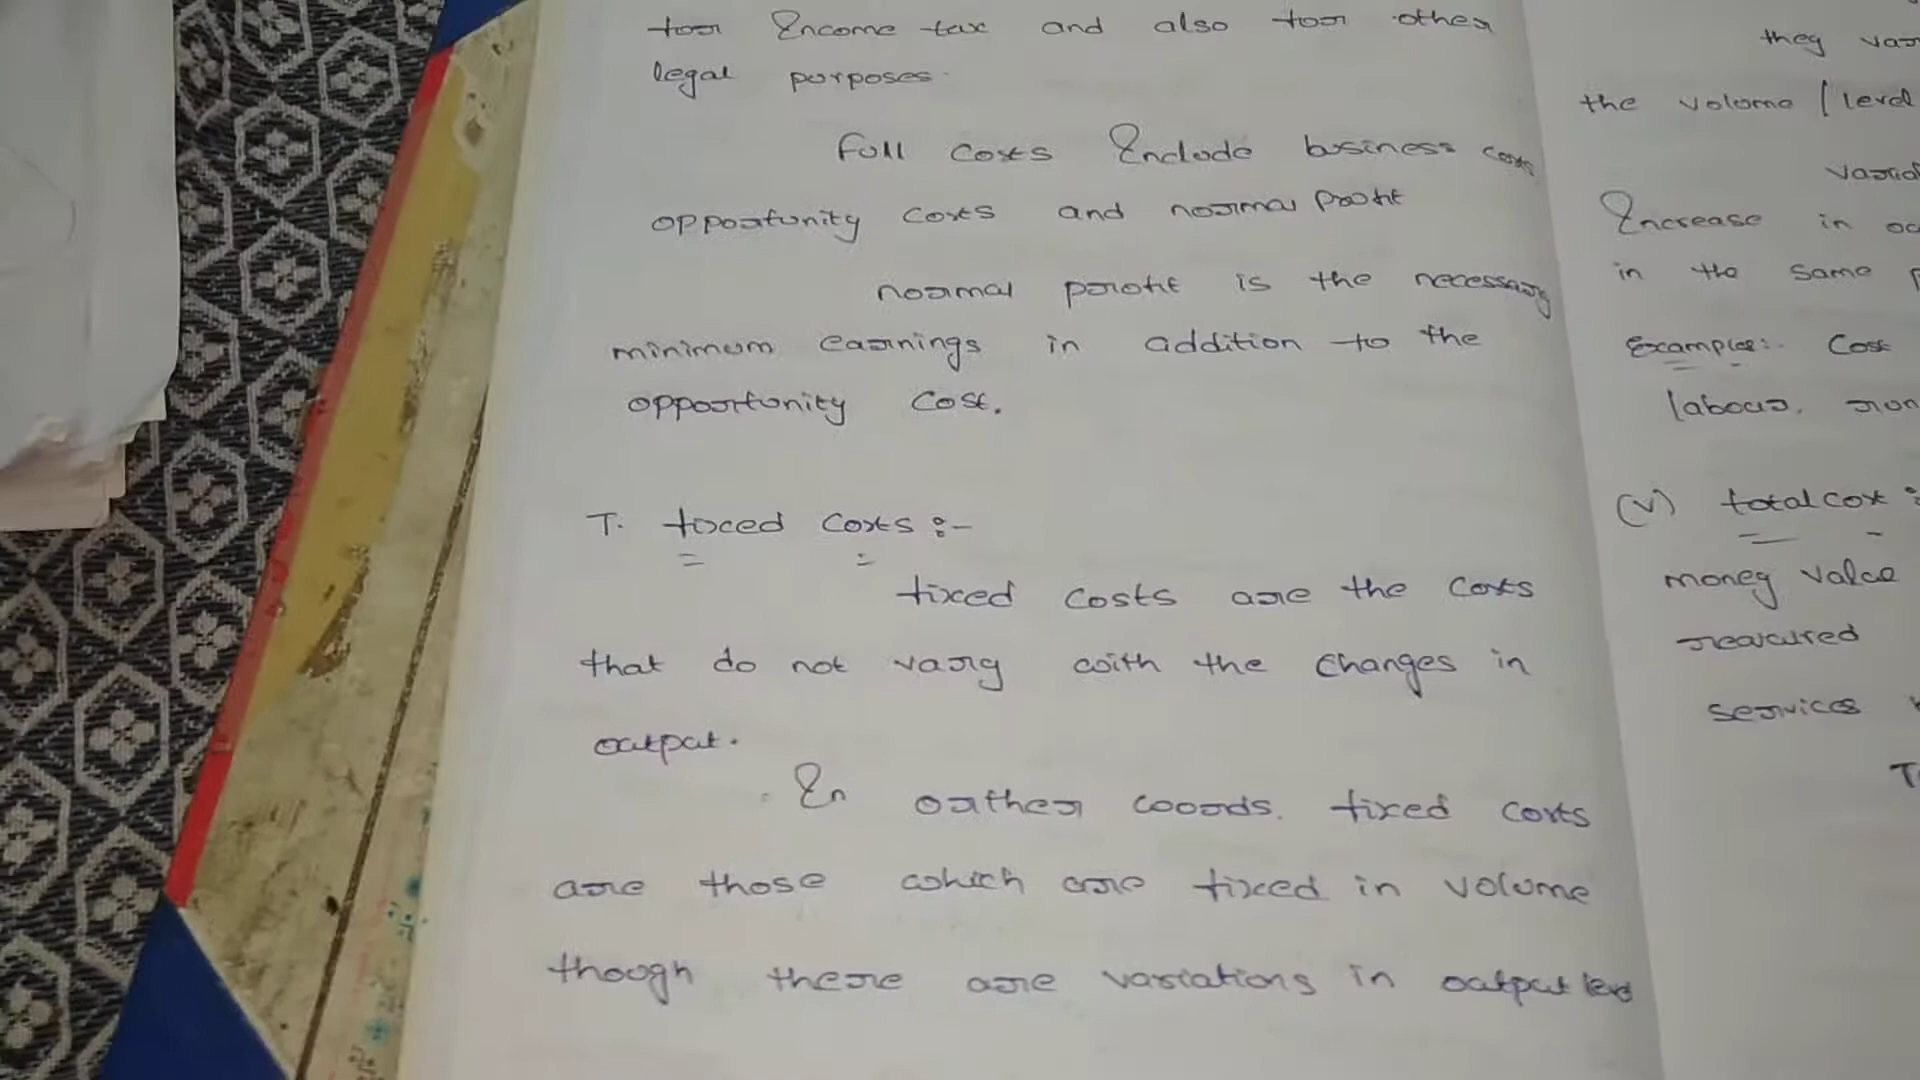 for Income tax and also for other
legal purposes.
Full costs Include business costs
opportunity costs and normal profit
normal profit is the necessary
minimum earnings in addition to the
opportunity cost.
T. fixed costs :-
fixed costs are the costs
that do not vary with the changes in
output.
In oather words. fixed costs
are those which are fixed in volume
though there are variations in output level
they
the volume / level
Increase in
in the same
Examples:. Cost
labour,
(V) total cost :
money value
services